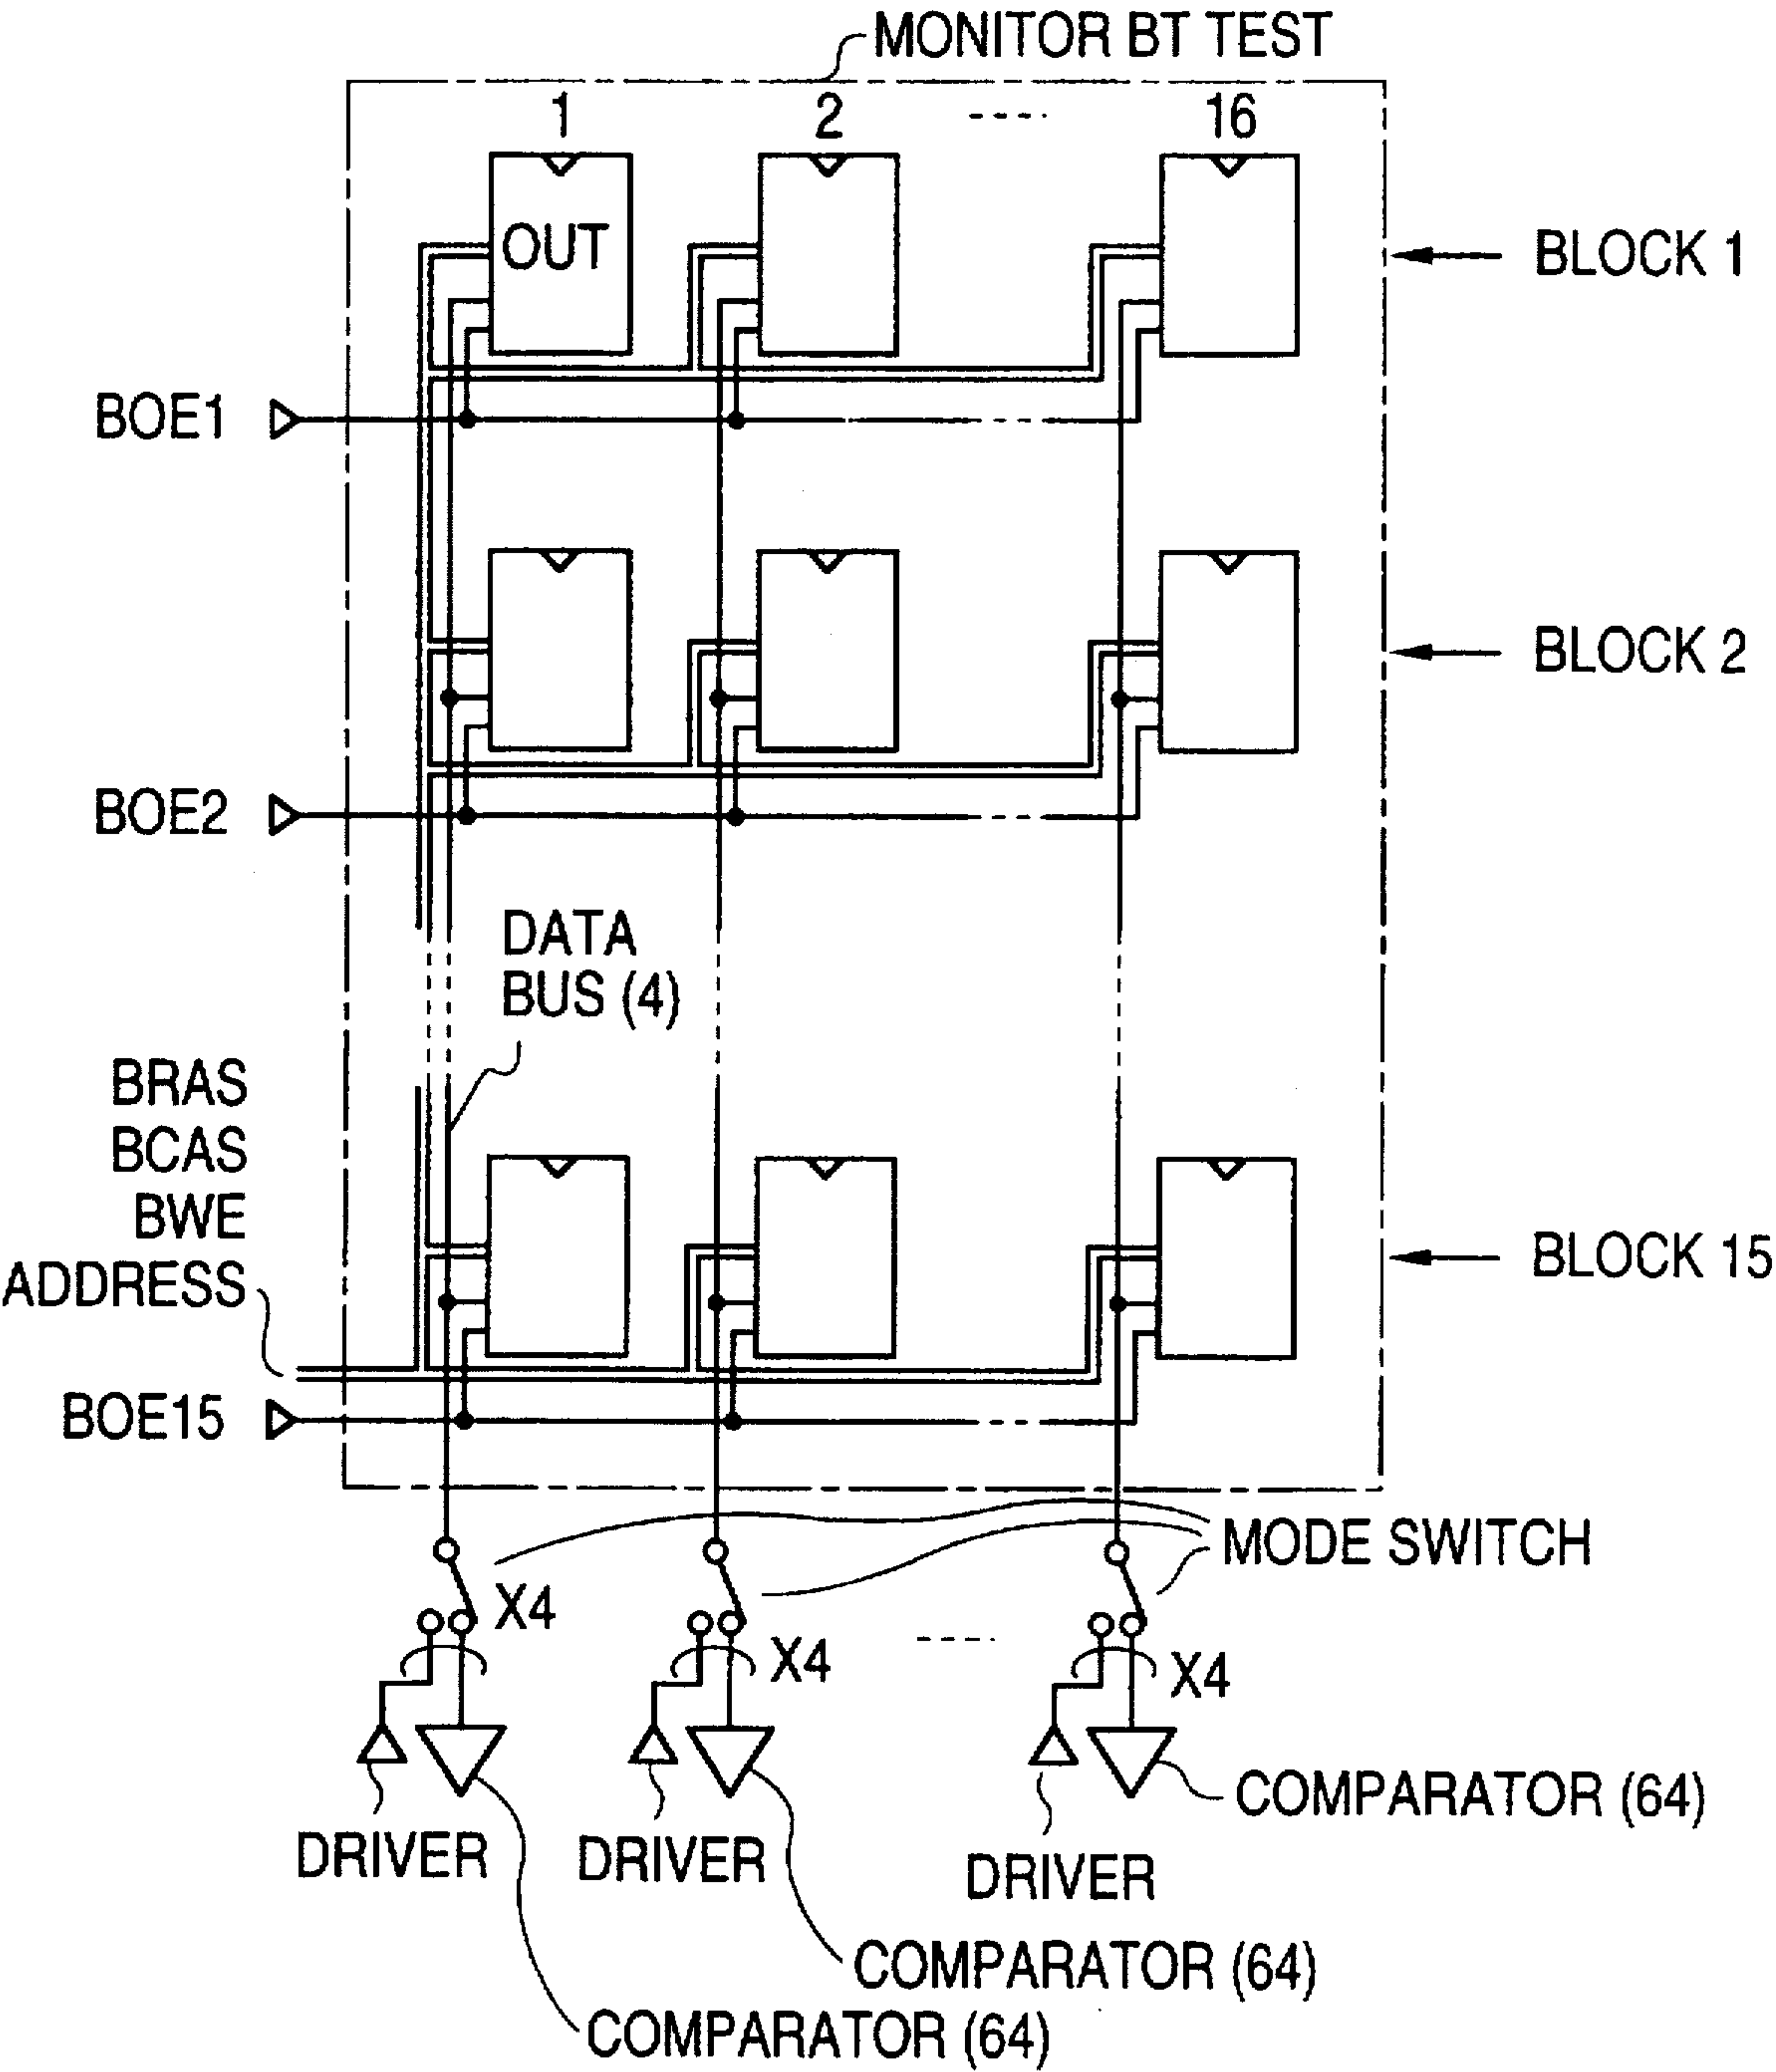 MONITOR BT TEST
1
2
16
OUT
BLOCK 1
BOE1
BLOCK 2
BOE2
DATA
BUS (4)
BRAS
BCAS
BWE
ADDRESS
BLOCK 15
BOE15
MODE SWITCH
X4
X4
X4
COMPARATOR (64)
DRIVER
DRIVER
DRIVER
COMPARATOR (64)
COMPARATOR (64)